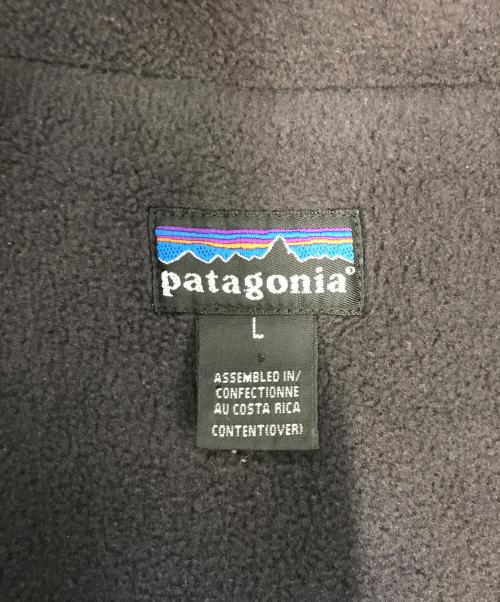 patagonia®
L
ASSEMBLED IN/
CONFECTIONNE
AU COSTA RICA
CONTENT(OVER)